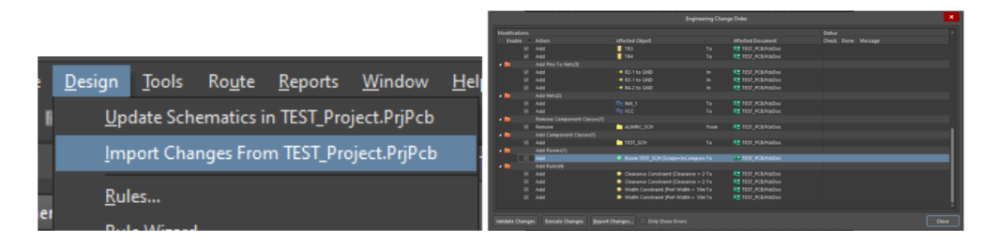 Design Tools Route Reports Window Hel
Update Schematics in TEST_Project.PrjPcb
Import Changes From TEST_Project.PrjPcb
Rules...
Rule Wizard
Engineering Change Order
Modifications Status
Enable Action Affected Object Affected Document Check Done Message
Add TR3 To TEST_PCB.PcbDoc
Add TR4 To TEST_PCB.PcbDoc
Add Pins To Nets(3)
Add R2-1 to GND In TEST_PCB.PcbDoc
Add R3-1 to GND In TEST_PCB.PcbDoc
Add R4-2 to GND In TEST_PCB.PcbDoc
Add Nets(2)
Add Net_1 To TEST_PCB.PcbDoc
Add VCC To TEST_PCB.PcbDoc
Remove Component Classes(1)
Remove From TEST_PCB.PcbDoc
Add Component Classes(1)
Add TEST_SCH To TEST_PCB.PcbDoc
Add Rooms(1)
Add Room TEST_SCH (Scope=InCompon To TEST_PCB.PcbDoc
Add Rules(4)
Add Clearance Constraint (Clearance = 2 To TEST_PCB.PcbDoc
Add Clearance Constraint (Clearance = 2 To TEST_PCB.PcbDoc
Add Width Constraint (Pref Width = 10m To TEST_PCB.PcbDoc
Add Width Constraint (Pref Width = 10m To TEST_PCB.PcbDoc
Validate Changes Execute Changes Report Changes... Only Show Errors Close